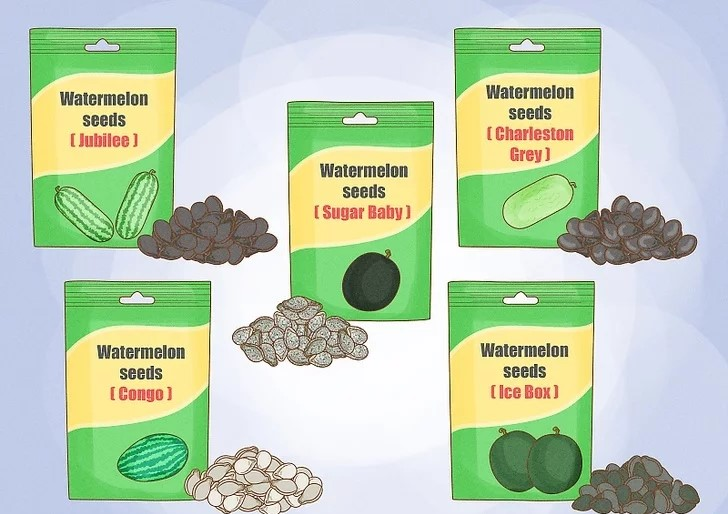 Watermelon
seeds
( Jubilee )
Watermelon
seeds
( Charleston
Grey )
Watermelon
seeds
( Sugar Baby )
Watermelon
seeds
( Congo )
Watermelon
seeds
( Ice Box )